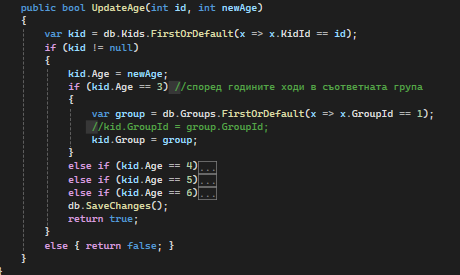 public bool UpdateAge(int id, int newAge)
{
var kid = db.Kids.FirstOrDefault(x => x.KidId == id);
if (kid != null)
{
kid.Age = newAge;
if (kid.Age == 3) //според годините ходи в съответната група
{
var group = db.Groups.FirstOrDefault(x => x.GroupId == 1);
//kid.GroupId = group.GroupId;
kid.Group = group;
}
else if (kid.Age == 4)...
else if (kid.Age == 5)...
else if (kid.Age == 6)...
db.SaveChanges();
return true;
}
else { return false; }
}
}